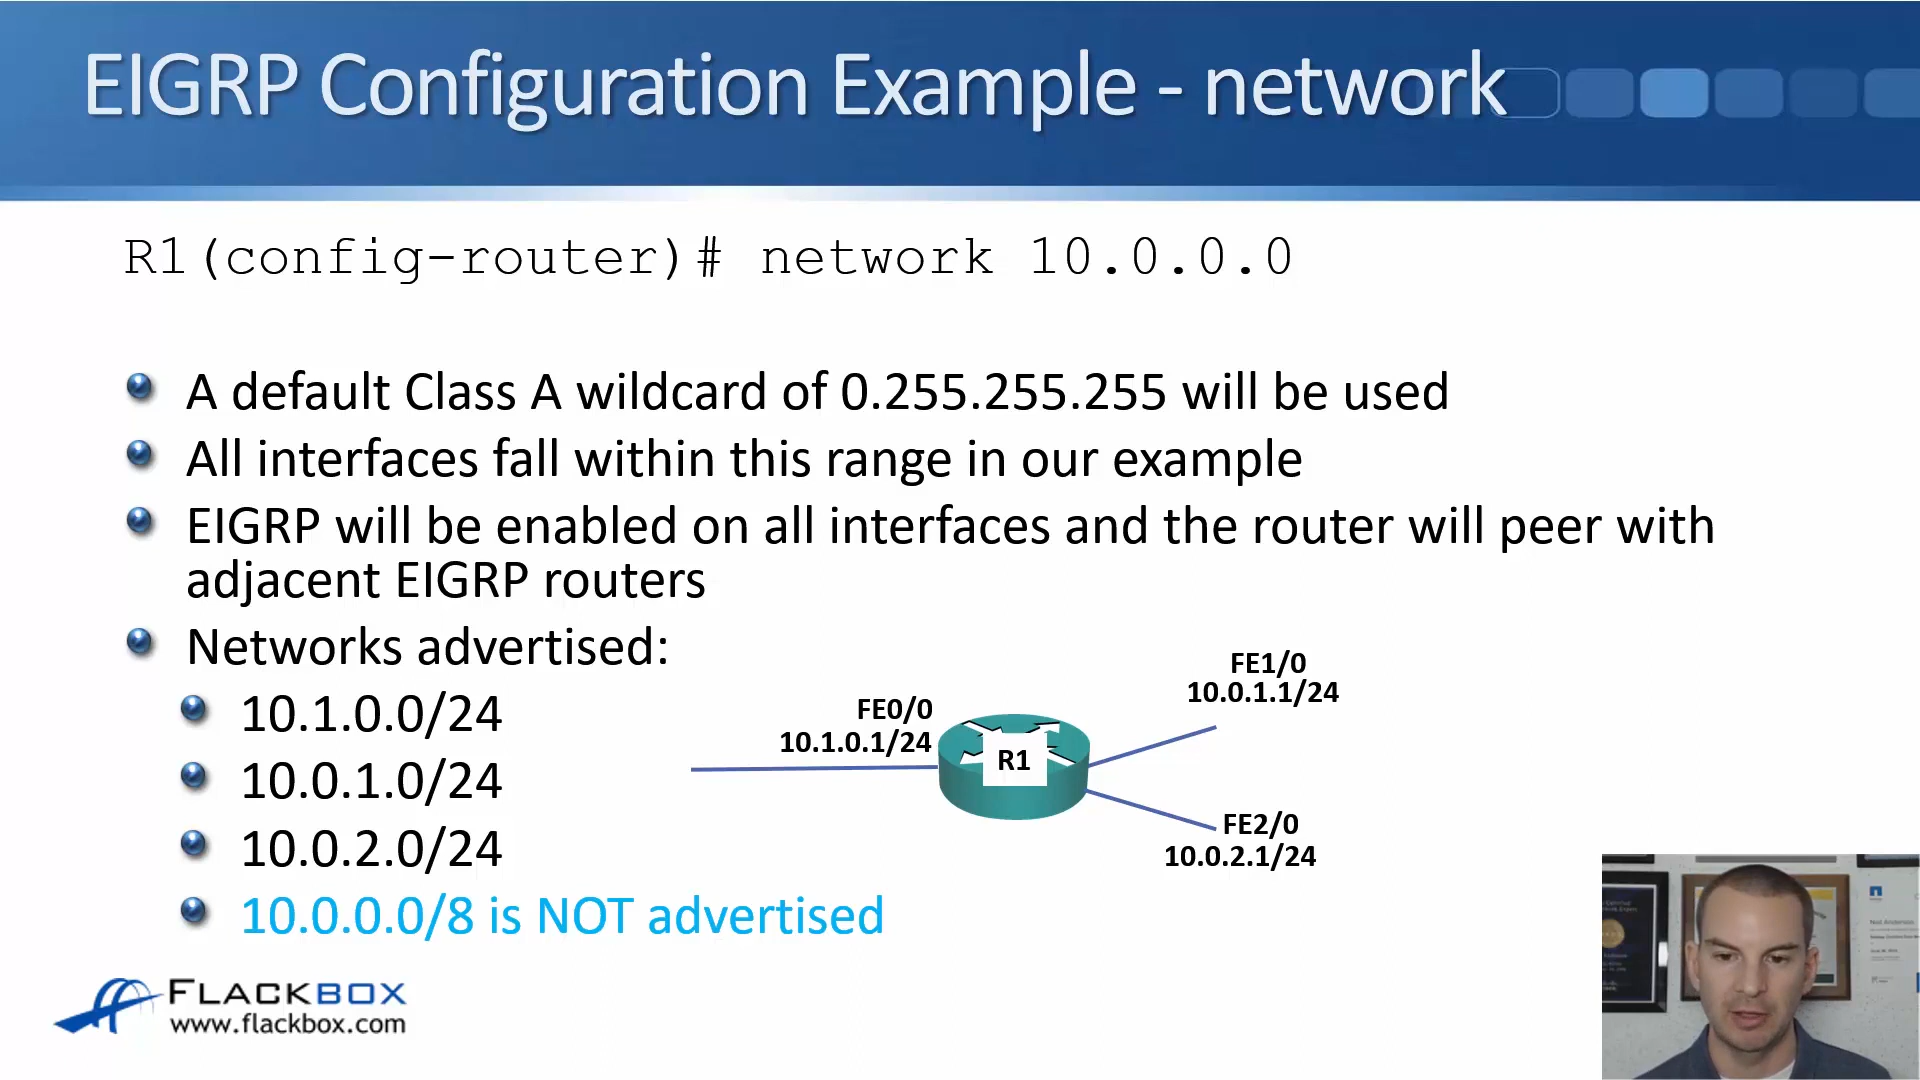 EIGRP Configuration Example - network
R1(config-router)# network 10.0.0.0
A default Class A wildcard of 0.255.255.255 will be used
All interfaces fall within this range in our example
EIGRP will be enabled on all interfaces and the router will peer with
adjacent EIGRP routers
Networks advertised:
10.1.0.0/24
10.0.1.0/24
10.0.2.0/24
10.0.0.0/8 is NOT advertised
FE0/0
10.1.0.1/24
R1
FE1/0
10.0.1.1/24
FE2/0
10.0.2.1/24
FLACKBOX
www.flackbox.com